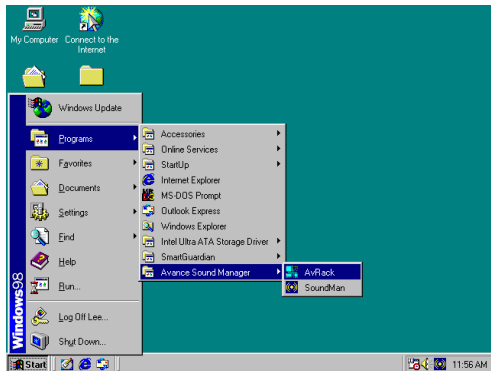 My Computer
Connect to the
Internet
Windows Update
Programs
Favorites
Documents
Settings
Find
Help
Run...
Log Off Lee...
Shut Down...
Windows98
Accessories
Online Services
StartUp
Internet Explorer
MS-DOS Prompt
Outlook Express
Windows Explorer
Intel Ultra ATA Storage Driver
SmartGuardian
Avance Sound Manager
AvRack
SoundMan
Start
11:56 AM